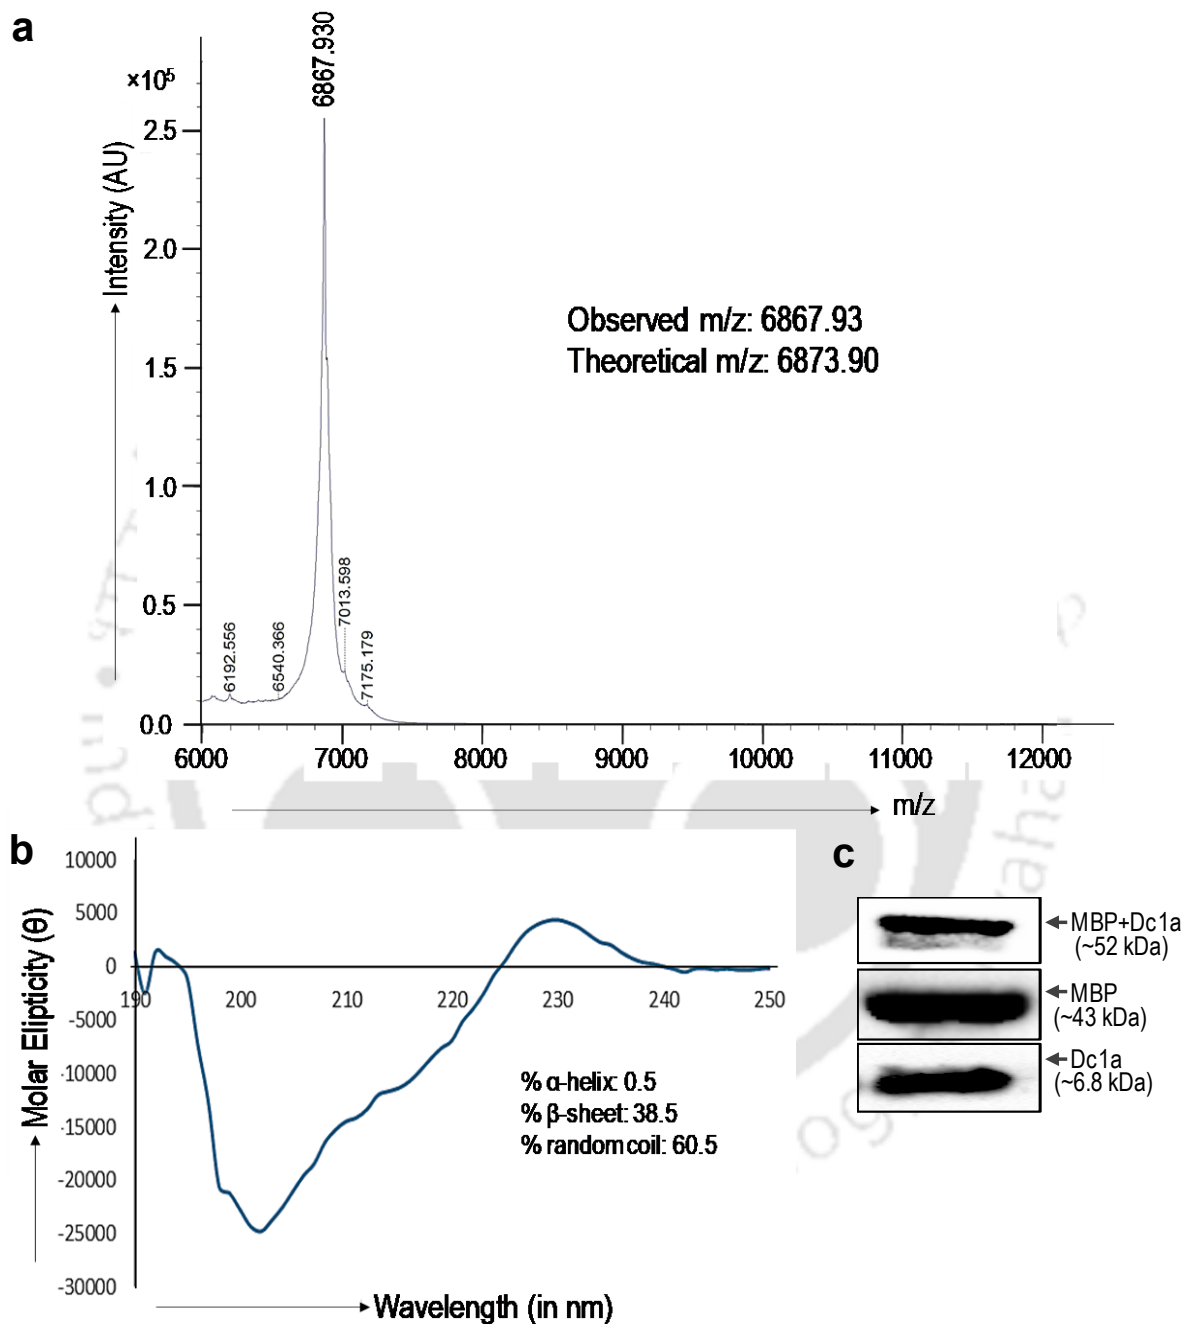 a
×10⁵
6867.930
2.5
2.0
1.5
1.0
0.5
0.0
Intensity (AU)
Observed m/z: 6867.93
Theoretical m/z: 6873.90
6192.556
6540.366
7013.598
7175.179
6000 7000 8000 9000 10000 11000 12000
m/z
b
10000
5000
0
-5000
-10000
-15000
-20000
-25000
-30000
Molar Elipticity (θ)
190 200 210 220 230 240 250
% α-helix: 0.5
% β-sheet: 38.5
% random coil: 60.5
Wavelength (in nm)
c
MBP+Dc1a
(~52 kDa)
MBP
(~43 kDa)
Dc1a
(~6.8 kDa)